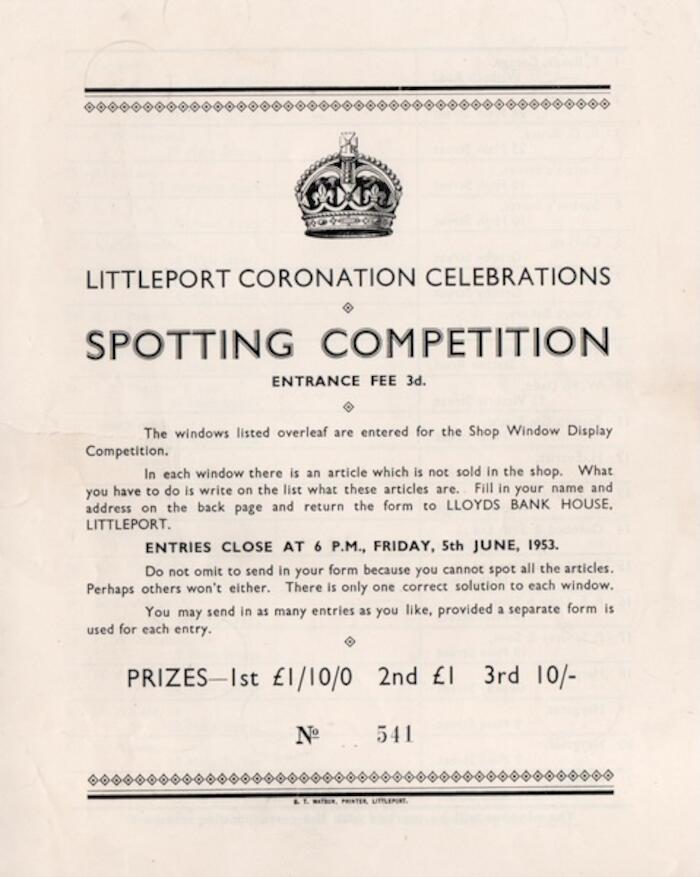 LITTLEPORT CORONATION CELEBRATIONS
SPOTTING COMPETITION
ENTRANCE FEE 3d.
The windows listed overleaf are entered for the Shop Window Display
Competition.
In each window there is an article which is not sold in the shop. What
you have to do is write on the list what these articles are. Fill in your name and
address on the back page and return the form to LLOYDS BANK HOUSE,
LITTLEPORT.
ENTRIES CLOSE AT 6 P.M., FRIDAY, 5th JUNE, 1953.
Do not omit to send in your form because you cannot spot all the articles.
Perhaps others won't either. There is only one correct solution to each window.
You may send in as many entries as you like, provided a separate form is
used for each entry.
PRIZES—1st £1/10/0 2nd £1 3rd 10/-
No 541
B. T. WATSON, PRINTER, LITTLEPORT.